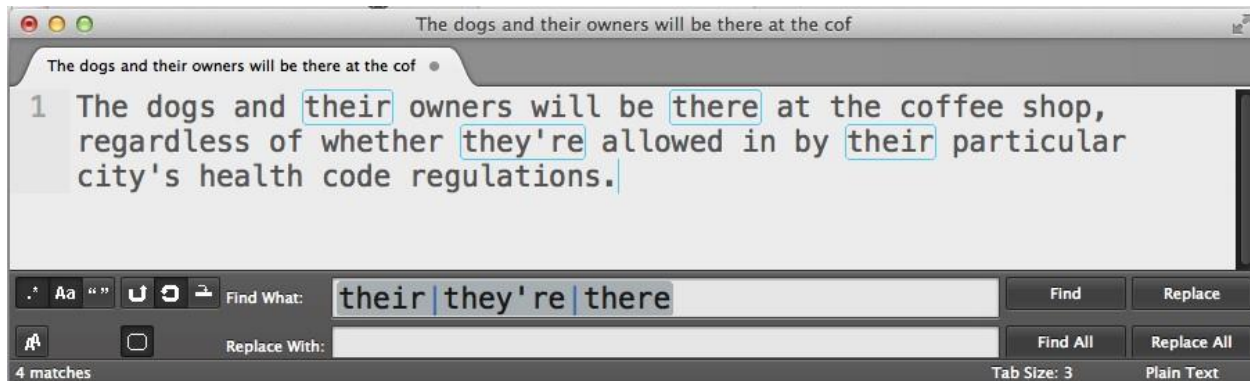 The dogs and their owners will be there at the cof
The dogs and their owners will be there at the cof
1 The dogs and their owners will be there at the coffee shop,
regardless of whether they're allowed in by their particular
city's health code regulations.
.* Aa “” Find What: their|they're|there Find Replace
AA Replace With: Find All Replace All
4 matches Tab Size: 3 Plain Text